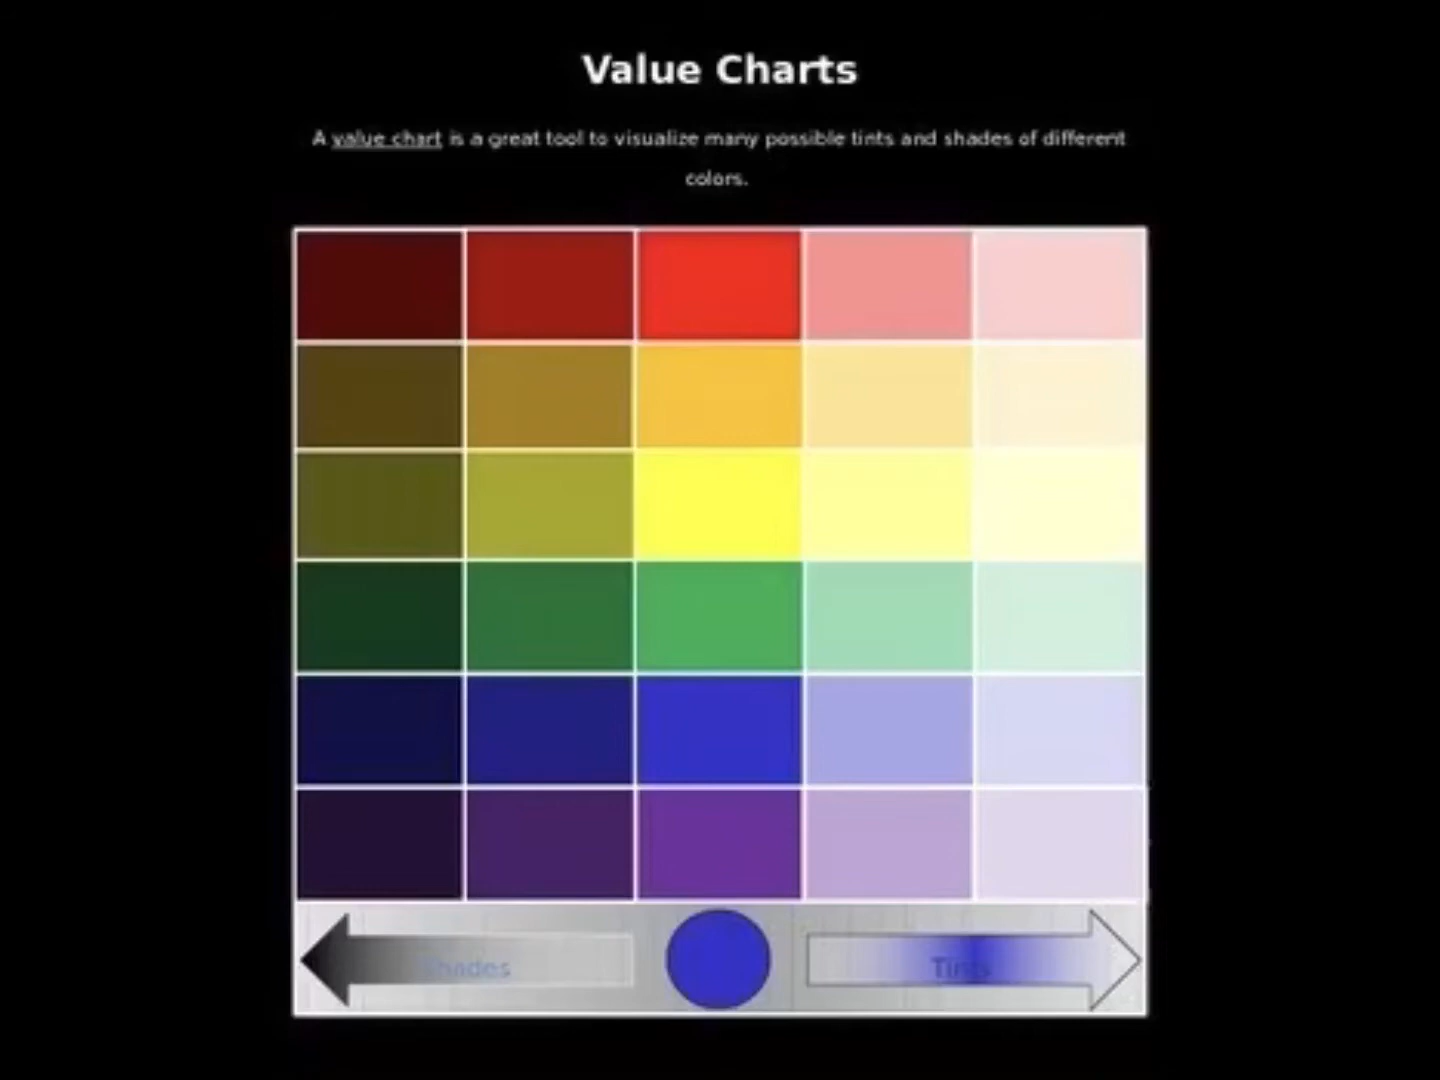 Value Charts
A value chart is a great tool to visualize many possible tints and shades of different
colors.
Shades
Tints